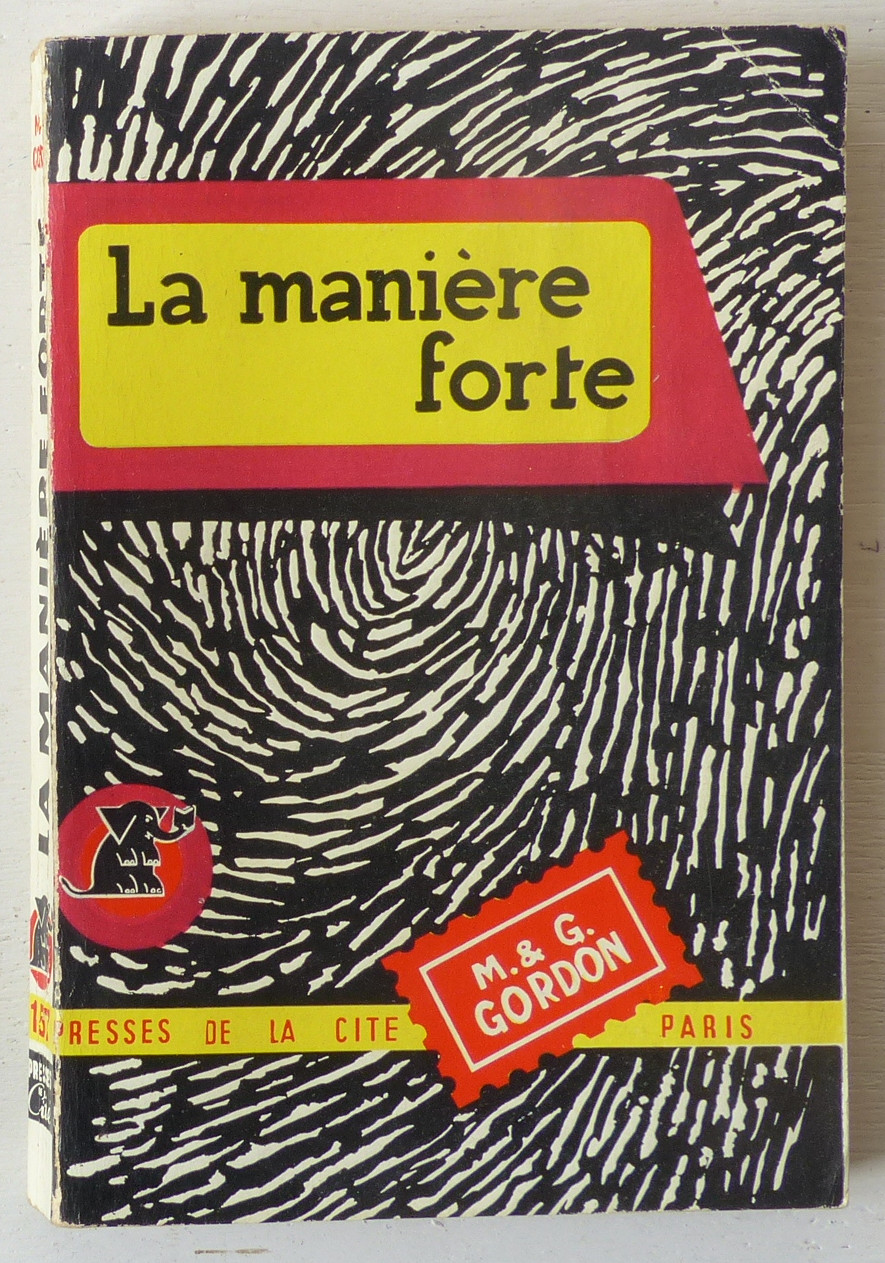 La manière
forte
M. & G.
GORDON
PRESSES DE LA CITE PARIS
LA MANIÈRE FORTE